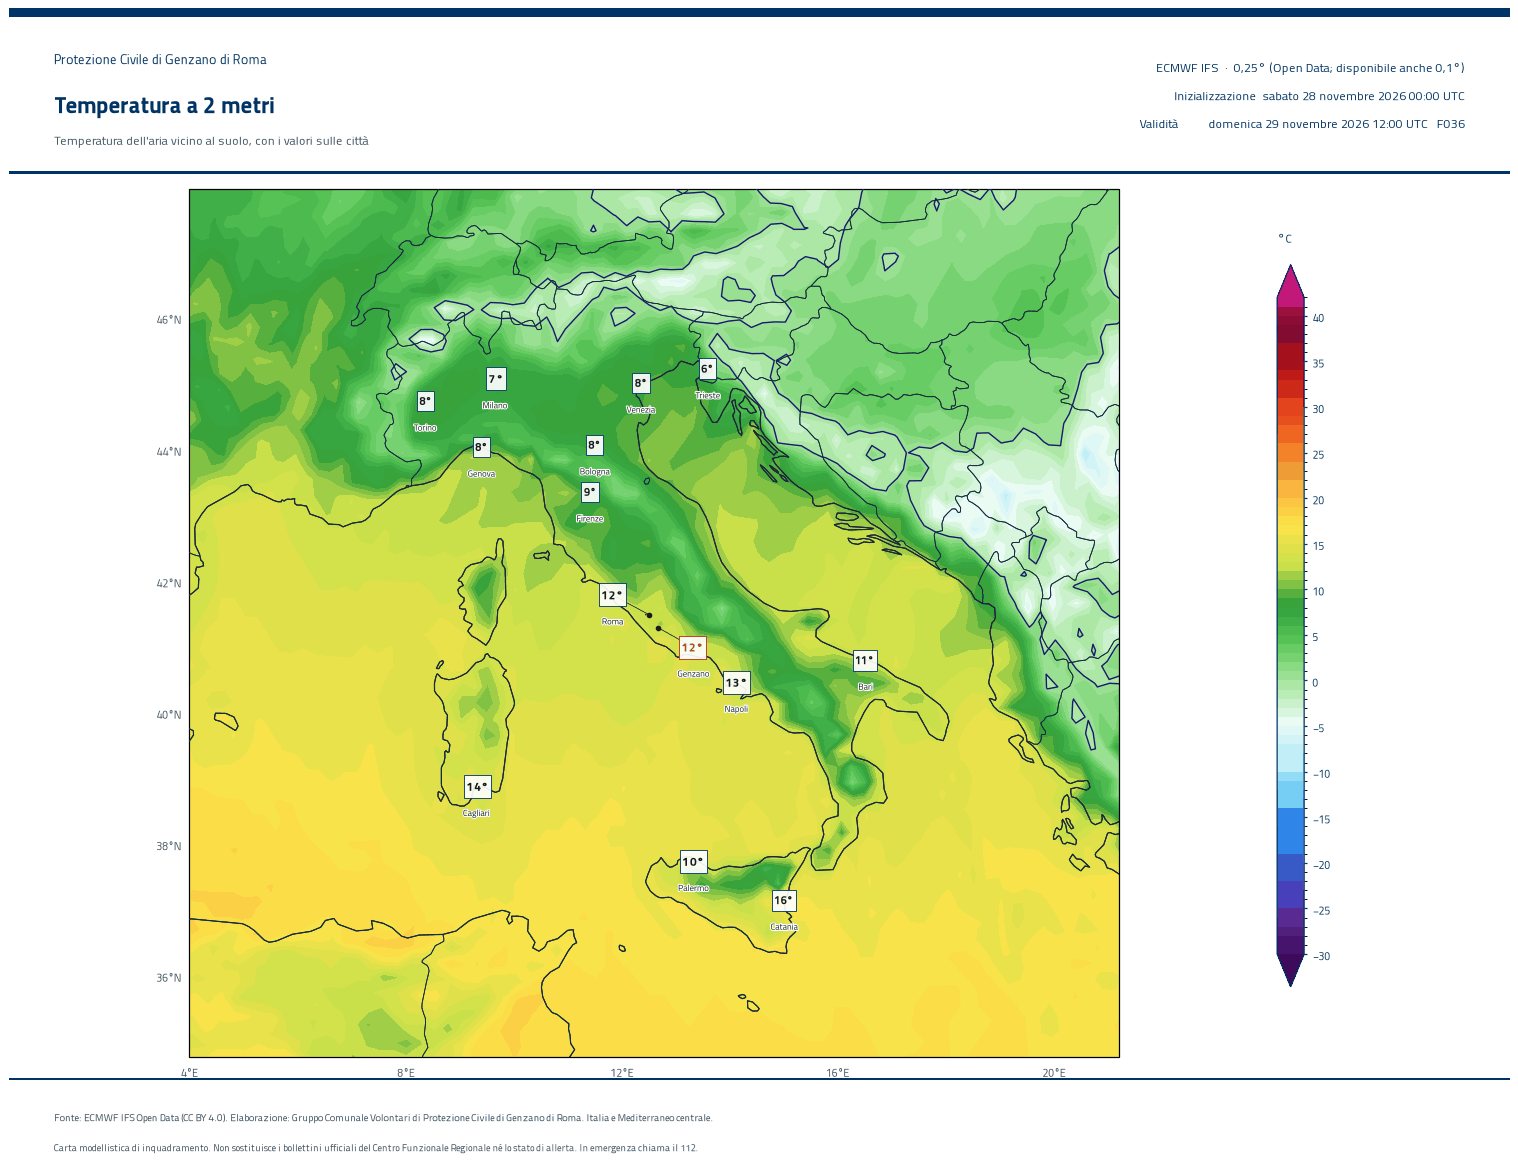 Protezione Civile di Genzano di Roma
Temperatura a 2 metri
Temperatura dell'aria vicino al suolo, con i valori sulle città
ECMWF IFS · 0,25° (Open Data; disponibile anche 0,1°)
Inizializzazione sabato 28 novembre 2026 00:00 UTC
Validità domenica 29 novembre 2026 12:00 UTC F036
46°N
44°N
42°N
40°N
38°N
36°N
4°E
8°E
12°E
16°E
20°E
8°
Torino
7°
Milano
8°
Venezia
6°
Trieste
8°
Genova
8°
Bologna
9°
Firenze
12°
Roma
12°
Genzano
13°
Napoli
11°
Bari
14°
Cagliari
10°
Palermo
16°
Catania
°C
40
35
30
25
20
15
10
5
0
−5
−10
−15
−20
−25
−30
Fonte: ECMWF IFS Open Data (CC BY 4.0). Elaborazione: Gruppo Comunale Volontari di Protezione Civile di Genzano di Roma. Italia e Mediterraneo centrale.
Carta modellistica di inquadramento. Non sostituisce i bollettini ufficiali del Centro Funzionale Regionale né lo stato di allerta. In emergenza chiama il 112.